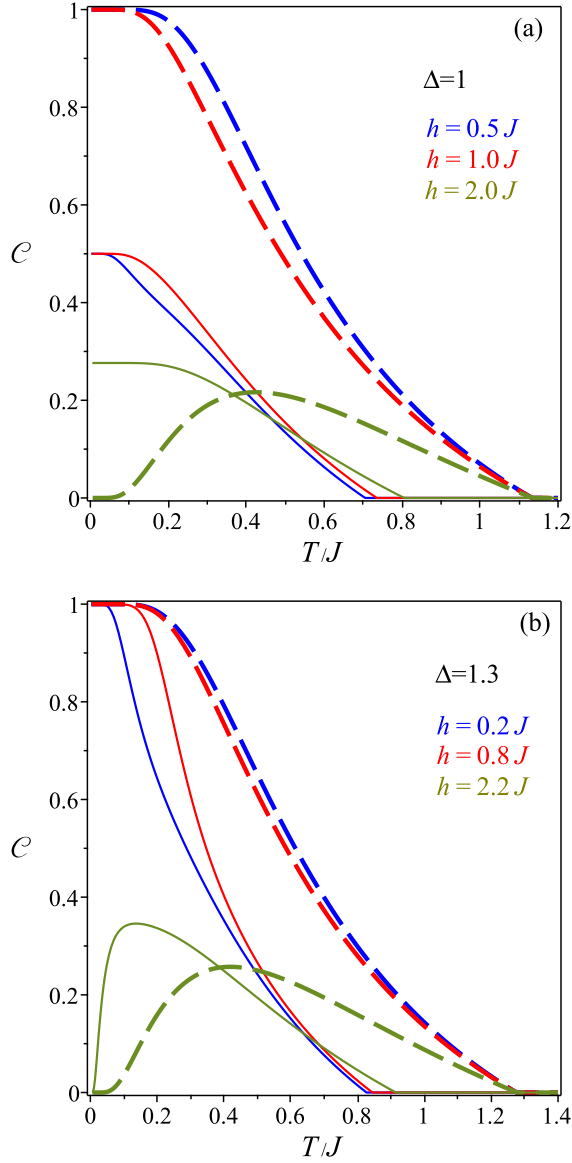 (a)
1
Δ=1
h = 0.5 J
h = 1.0 J
h = 2.0 J
0.8
0.6
𝒞
0.4
0.2
0
0 0.2 0.4 0.6 0.8 1 1.2
T/J
(b)
1
Δ=1.3
h = 0.2 J
h = 0.8 J
h = 2.2 J
0.8
0.6
𝒞
0.4
0.2
0
0 0.2 0.4 0.6 0.8 1 1.2 1.4
T/J